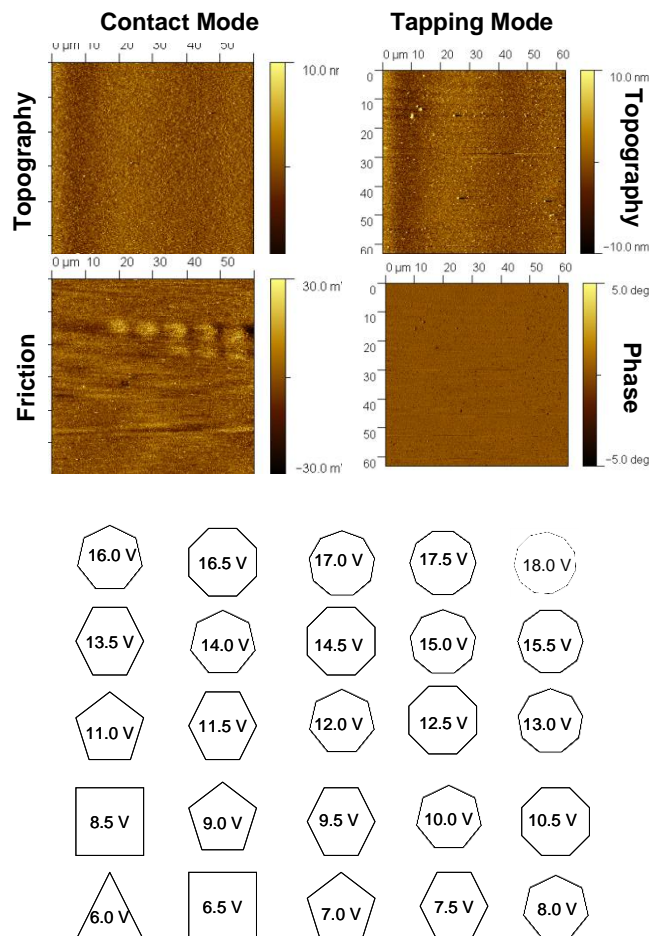 Contact Mode
Tapping Mode
0 µm 10 20 30 40 50
0 µm 10 20 30 40 50 60
Topography
10.0 nr
0
10
20
30
40
50
60
10.0 nm
−10.0 nm
Topography
0 µm 10 20 30 40 50
0 µm 10 20 30 40 50 60
Friction
30.0 m'
−30.0 m'
0
10
20
30
40
50
60
5.0 deg
−5.0 deg
Phase
16.0 V 16.5 V 17.0 V 17.5 V 18.0 V
13.5 V 14.0 V 14.5 V 15.0 V 15.5 V
11.0 V 11.5 V 12.0 V 12.5 V 13.0 V
8.5 V 9.0 V 9.5 V 10.0 V 10.5 V
6.0 V 6.5 V 7.0 V 7.5 V 8.0 V